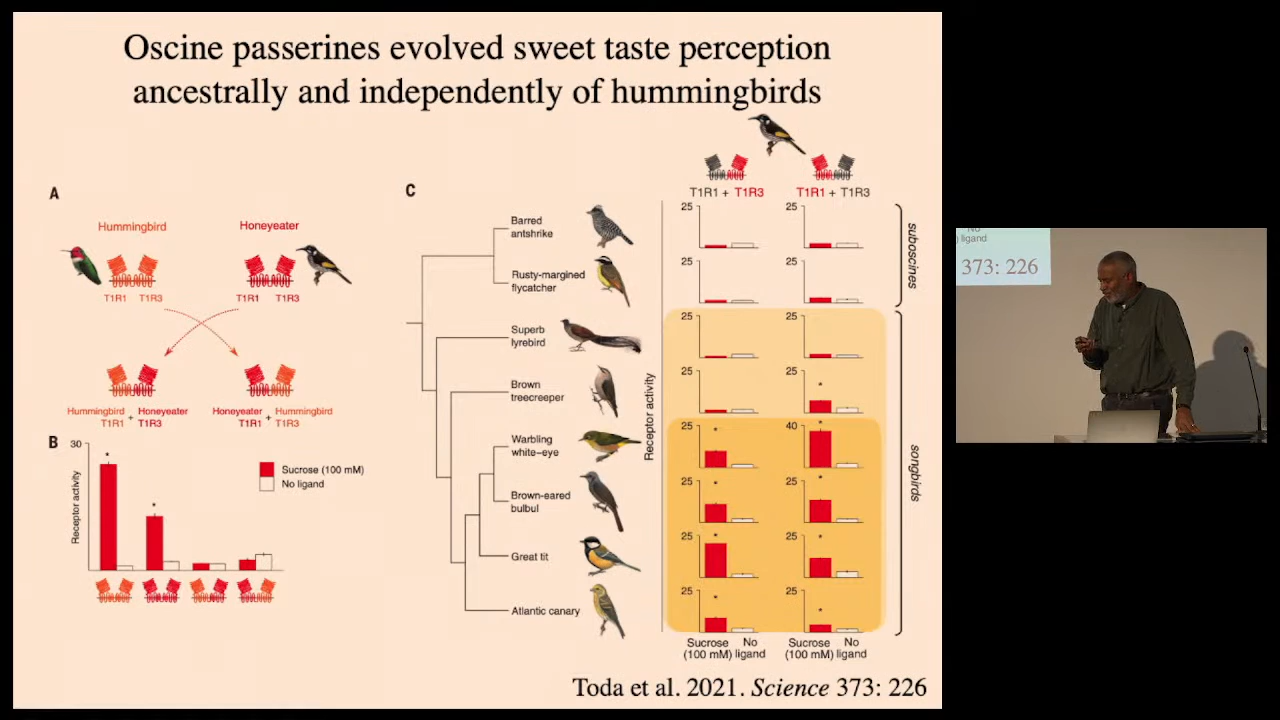 Oscine passerines evolved sweet taste perception
ancestrally and independently of hummingbirds
A
Hummingbird
Honeyeater
T1R1 T1R3
T1R1 T1R3
Hummingbird + Honeyeater
T1R1 T1R3
Honeyeater + Hummingbird
T1R1 T1R3
B
30
Receptor activity
*
*
Sucrose (100 mM)
No ligand
C
T1R1 + T1R3
T1R1 + T1R3
Barred
antshrike
Rusty-margined
flycatcher
Superb
lyrebird
Brown
treecreeper
Warbling
white-eye
Brown-eared
bulbul
Great tit
Atlantic canary
Receptor activity
25 25
25 25
25 25
25 25 *
25 * 40 *
25 * 25 *
25 * 25 *
25 * 25 *
suboscines
songbirds
Sucrose No Sucrose No
(100 mM) ligand (100 mM) ligand
Toda et al. 2021. Science 373: 226
No
) ligand
373: 226